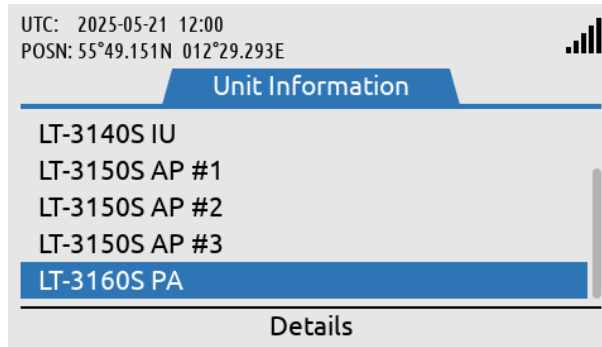 UTC: 2025-05-21 12:00
POSN: 55°49.151N 012°29.293E
Unit Information
LT-3140S IU
LT-3150S AP #1
LT-3150S AP #2
LT-3150S AP #3
LT-3160S PA
Details